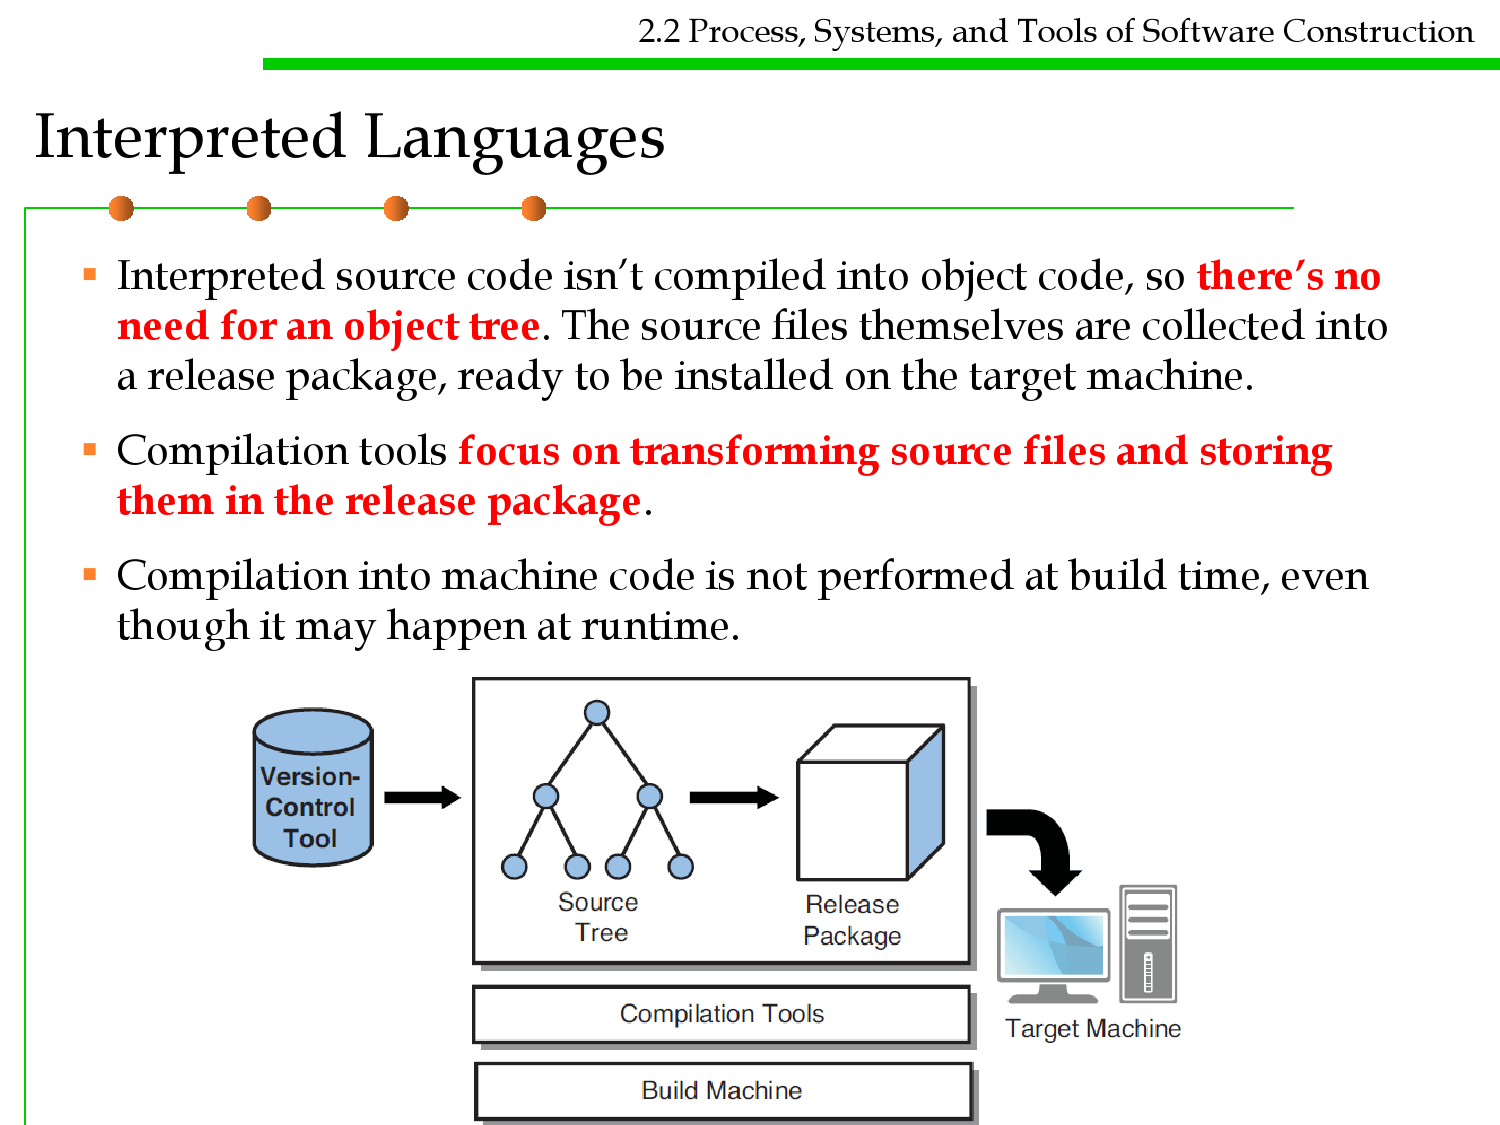 2.2 Process, Systems, and Tools of Software Construction
Interpreted Languages
Interpreted source code isn’t compiled into object code, so there’s no
need for an object tree. The source files themselves are collected into
a release package, ready to be installed on the target machine.
Compilation tools focus on transforming source files and storing
them in the release package.
Compilation into machine code is not performed at build time, even
though it may happen at runtime.
Version-
Control
Tool
Source
Tree
Release
Package
Compilation Tools
Build Machine
Target Machine